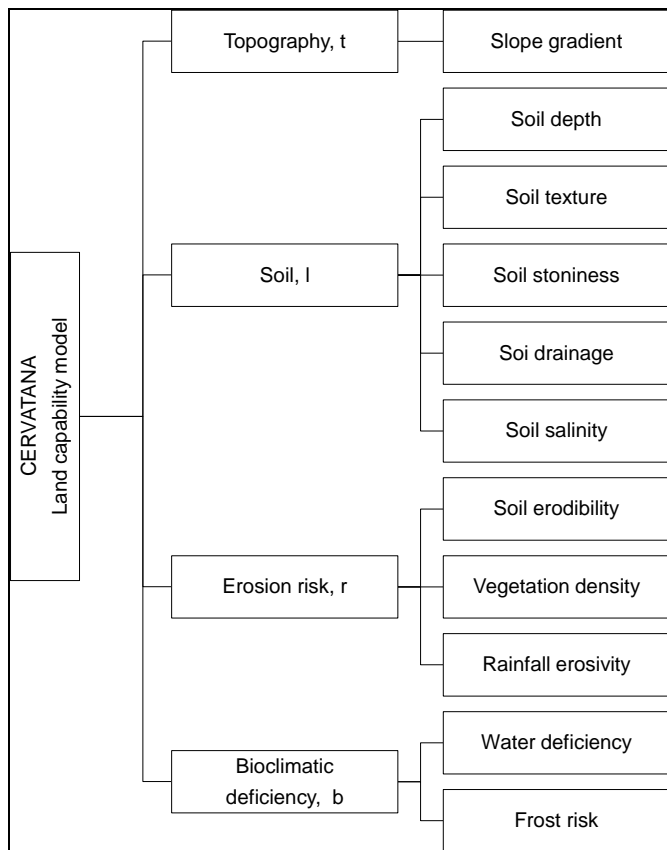 CERVATANA
Land capability model
Topography, t
Slope gradient
Soil, l
Soil depth
Soil texture
Soil stoniness
Soi drainage
Soil salinity
Erosion risk, r
Soil erodibility
Vegetation density
Rainfall erosivity
Bioclimatic
deficiency, b
Water deficiency
Frost risk